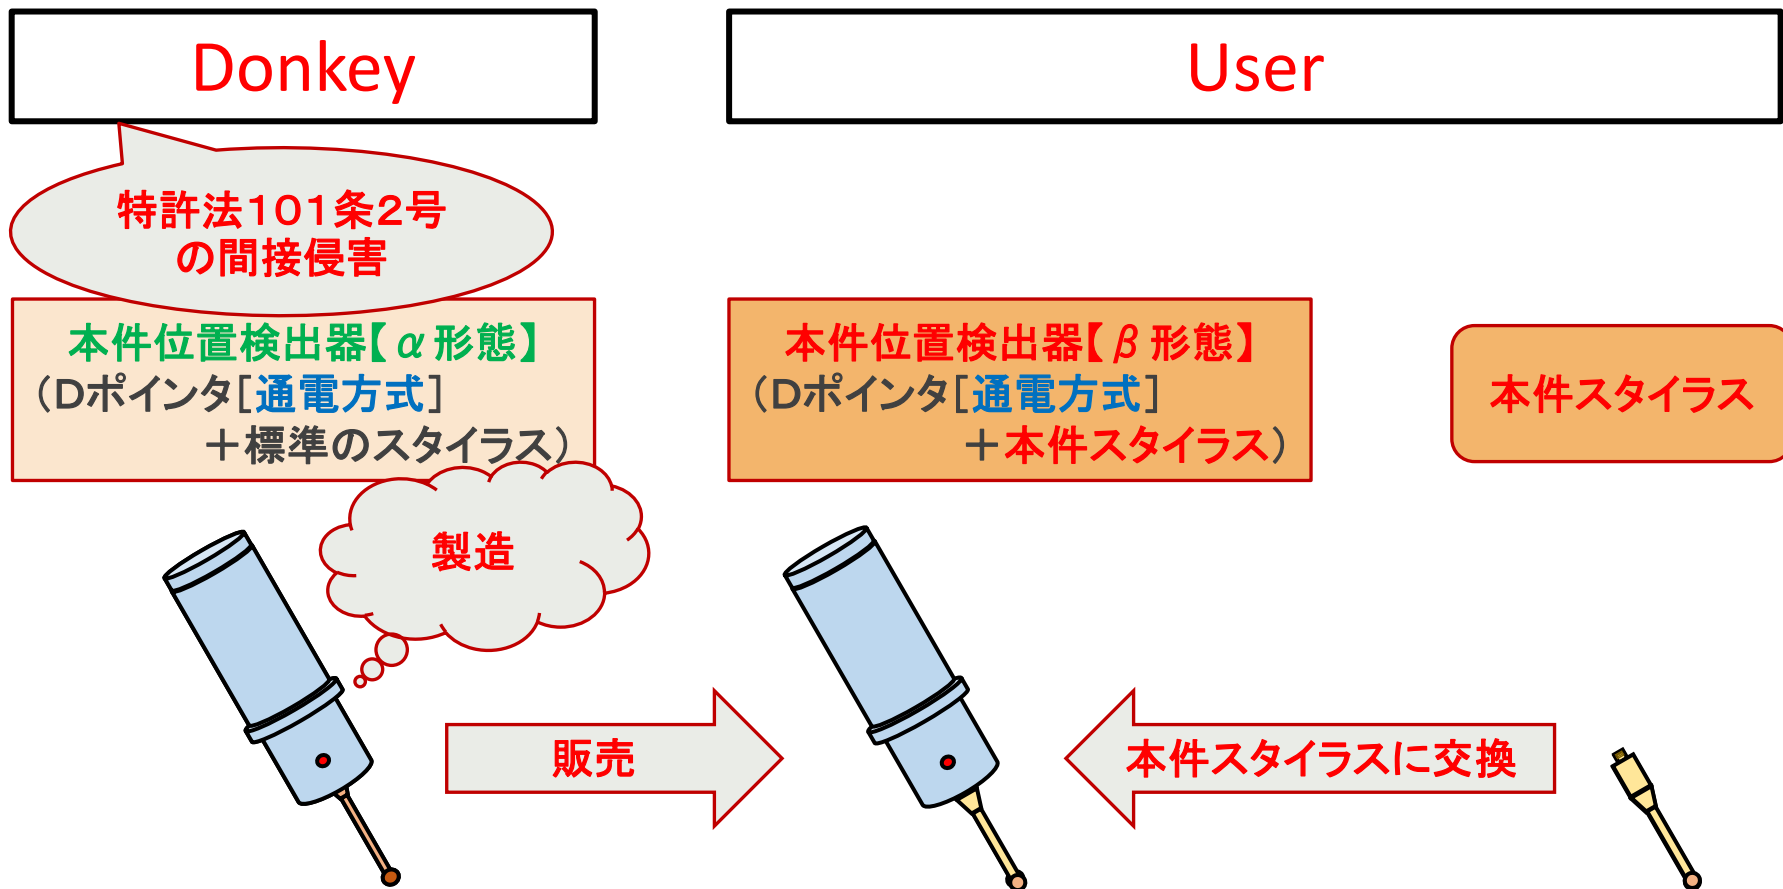 Donkey
User
特許法101条2号
の間接侵害
本件位置検出器【α形態】
(Dポインタ[通電方式]
+標準のスタイラス)
本件位置検出器【β形態】
(Dポインタ[通電方式]
+本件スタイラス)
本件スタイラス
製造
販売
本件スタイラスに交換